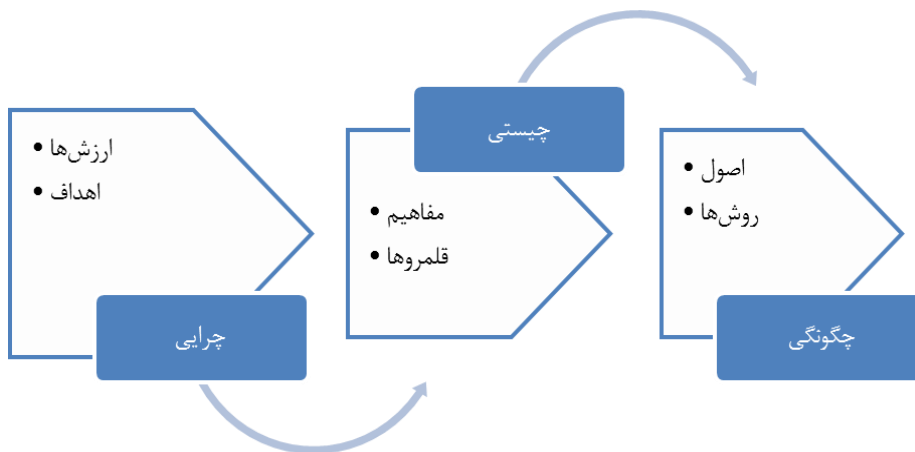 • ارزش‌ها
• اهداف
چرایی
چیستی
• مفاهیم
• قلمروها
• اصول
• روش‌ها
چگونگی